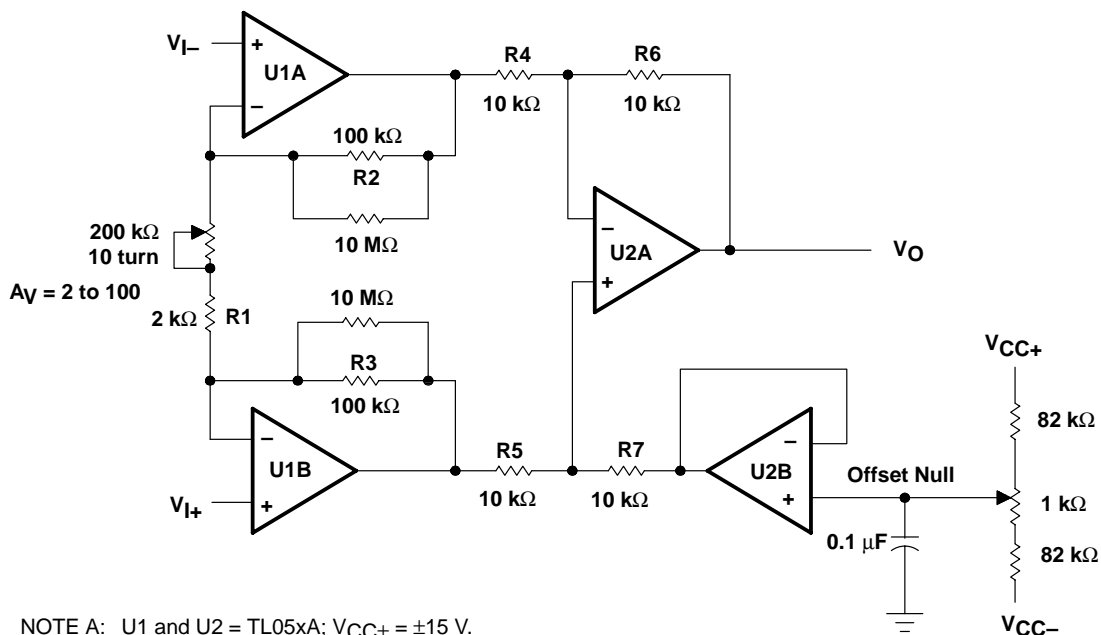 VI–
+
U1A
–
R4
10 kΩ
R6
10 kΩ
100 kΩ
R2
10 MΩ
200 kΩ
10 turn
AV = 2 to 100
2 kΩ
R1
–
U2A
+
VO
10 MΩ
R3
100 kΩ
–
U1B
+
VI+
R5
10 kΩ
R7
10 kΩ
–
U2B
+
Offset Null
0.1 μF
VCC+
82 kΩ
1 kΩ
82 kΩ
VCC–
NOTE A: U1 and U2 = TL05xA; VCC+ = ±15 V.